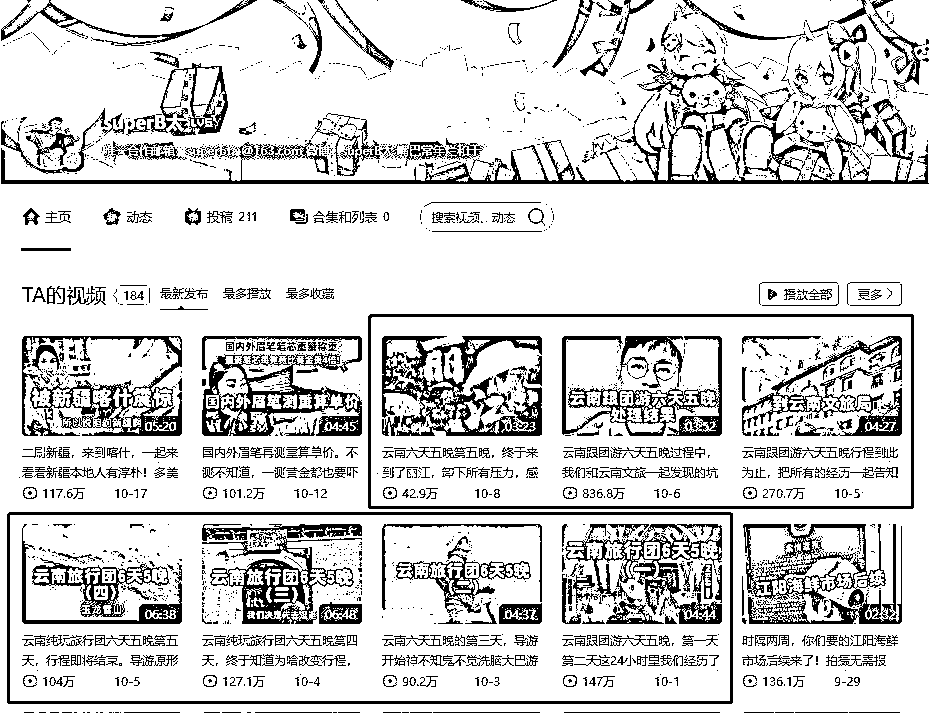 superB太
主页 动态 投稿 211 合集和列表 0 搜索视频、动态
TA的视频 184 最新发布 最多播放 最多收藏 播放全部 更多
被新疆喀什震惊
05:20
国内外眉笔测重算单价
04:45
03:23
云南跟团游六天五晚
处理结果
03:52
到云南文旅局
04:27
二刷新疆,来到喀什,一起来
看看新疆本地人有淳朴!多美
117.6万 10-17
国内外眉笔再测重算单价。不
测不知道,一测黄金都也要吓
101.2万 10-12
云南六天五晚第五晚,终于来
到了丽江,卸下所有压力,感
42.9万 10-8
云南跟团游六天五晚过程中,
我们和云南文旅一起发现的坑
836.8万 10-6
云南跟团游六天五晚行程到此
为止,把所有的经历一起告知
270.7万 10-5
云南旅行团6天5晚
(四)
玉龙雪山
06:38
云南旅行团6天5晚
(三)
06:48
云南旅行团6天5晚
04:37
云南旅行团6天5晚
(一)
04:44
江阳海鲜市场后续
02:32
云南纯玩旅行团六天五晚第五
天,行程即将结束。导游原形
104万 10-5
云南纯玩旅行团六天五晚第四
天,终于知道为啥改变行程,
127.1万 10-4
云南六天五晚的第三天,导游
开始神不知鬼不觉洗脑大巴游
90.2万 10-3
云南跟团游六天五晚,第一天
第二天这24小时里我们经历了
147万 10-1
时隔两周,你们要的江阳海鲜
市场后续来了!拍摄无需报
136.1万 9-29